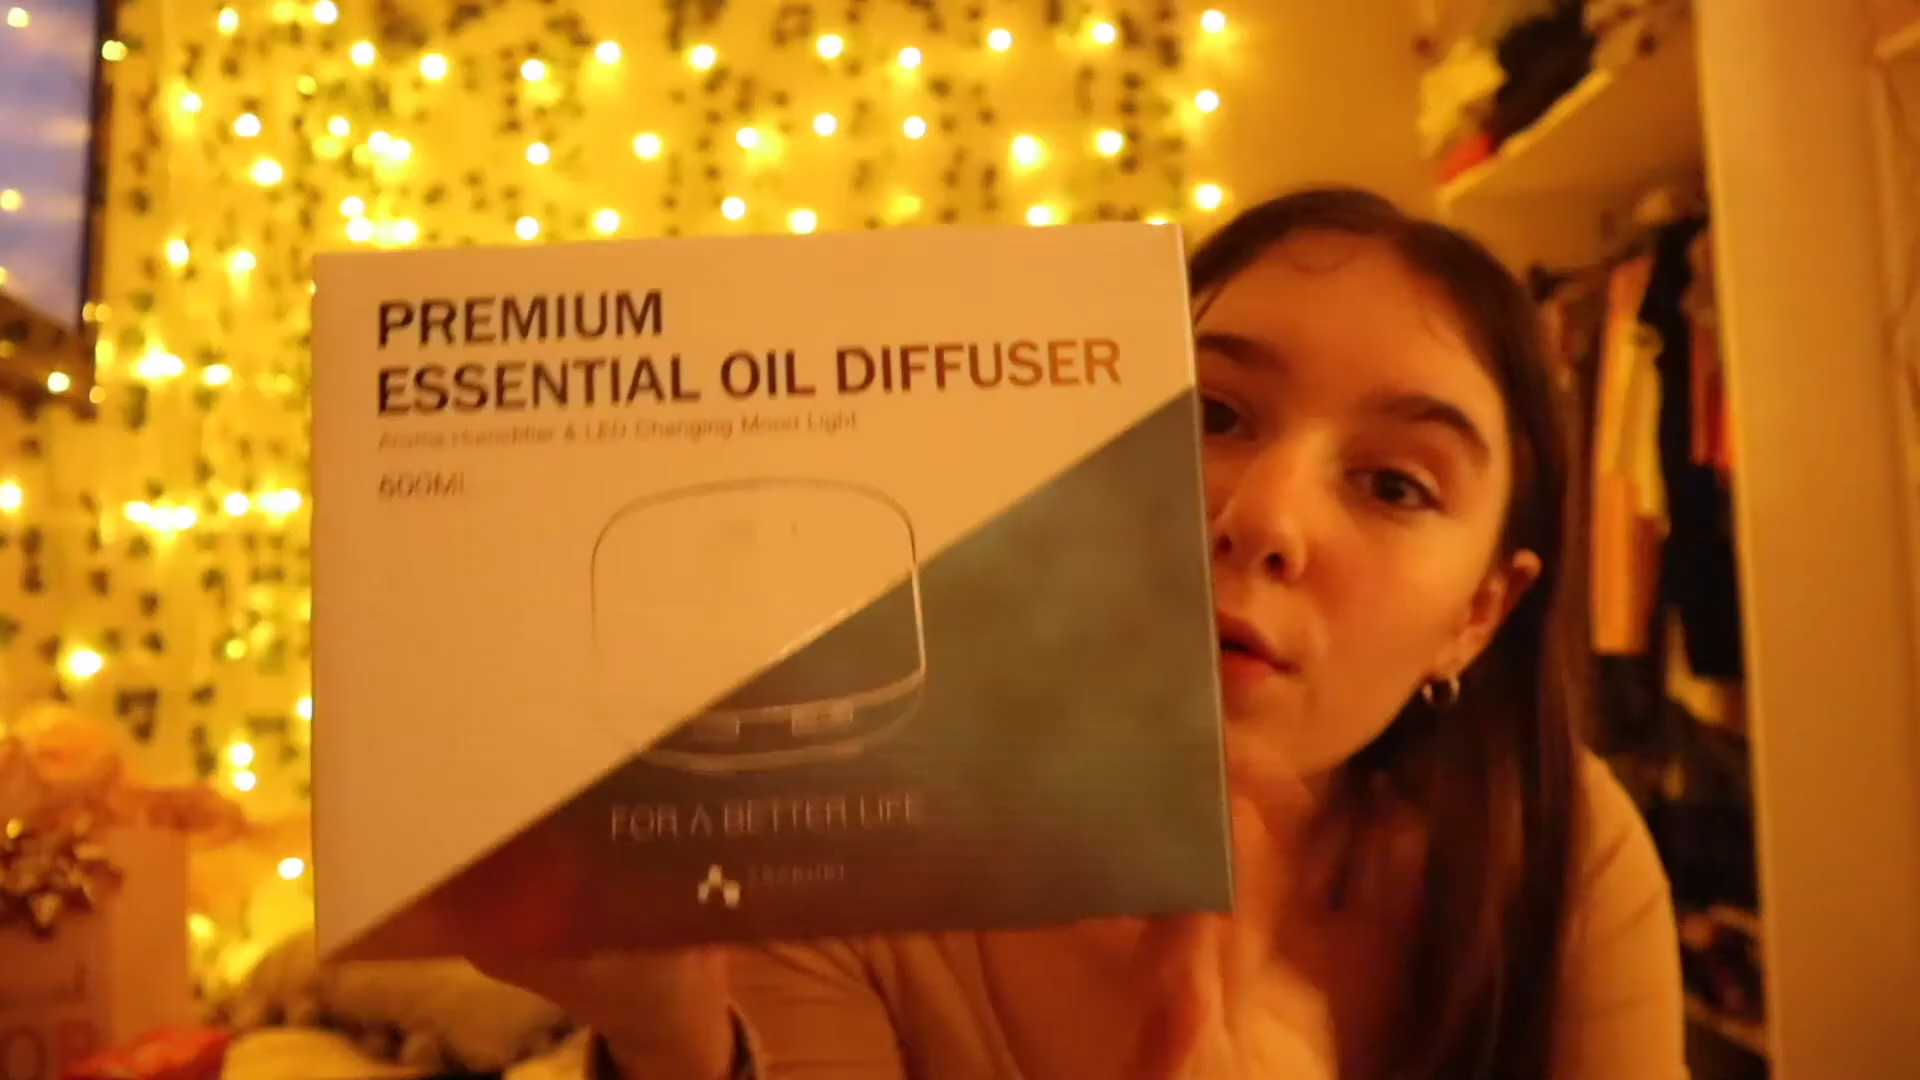 PREMIUM
ESSENTIAL OIL DIFFUSER
Aroma Humidifier & LED Changing Mood Light
600Ml
FOR A BETTER LIFE